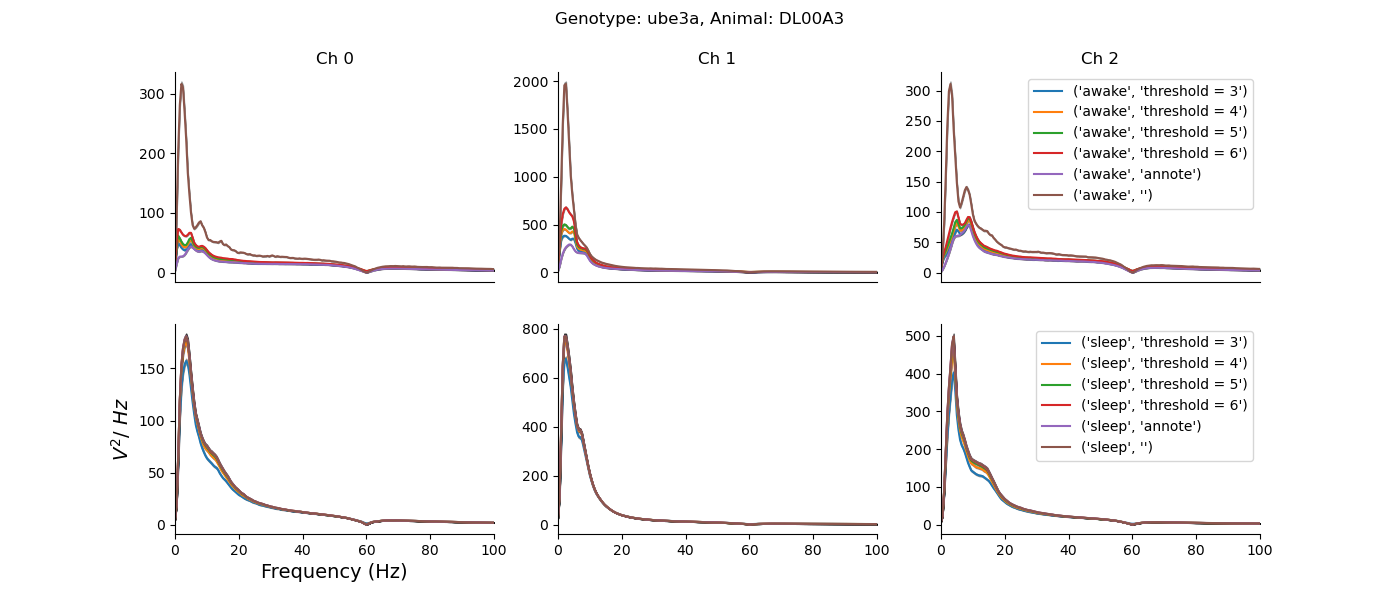 Genotype: ube3a, Animal: DL00A3
Ch 0
Ch 1
Ch 2
300
200
100
0
2000
1500
1000
500
0
300
250
200
150
100
50
0
('awake', 'threshold = 3')
('awake', 'threshold = 4')
('awake', 'threshold = 5')
('awake', 'threshold = 6')
('awake', 'annote')
('awake', '')
150
100
50
0
800
600
400
200
0
500
400
300
200
100
0
('sleep', 'threshold = 3')
('sleep', 'threshold = 4')
('sleep', 'threshold = 5')
('sleep', 'threshold = 6')
('sleep', 'annote')
('sleep', '')
V²/ Hz
0 20 40 60 80 100
0 20 40 60 80 100
0 20 40 60 80 100
Frequency (Hz)